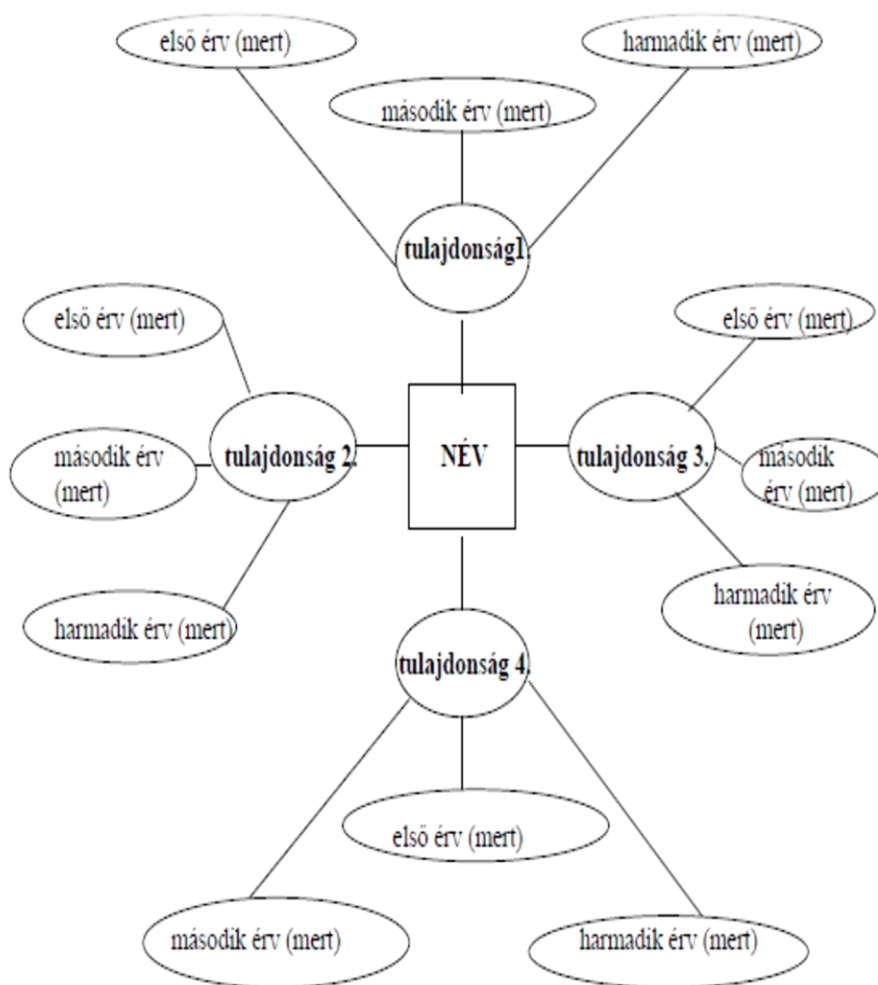 első érv (mert)
harmadik érv (mert)
második érv (mert)
tulajdonság1.
első érv (mert)
tulajdonság 2.
második érv
(mert)
harmadik érv (mert)
NÉV
első érv (mert)
tulajdonság 3.
második
érv (mert)
harmadik érv
(mert)
tulajdonság 4.
első érv (mert)
második érv (mert)
harmadik érv (mert)